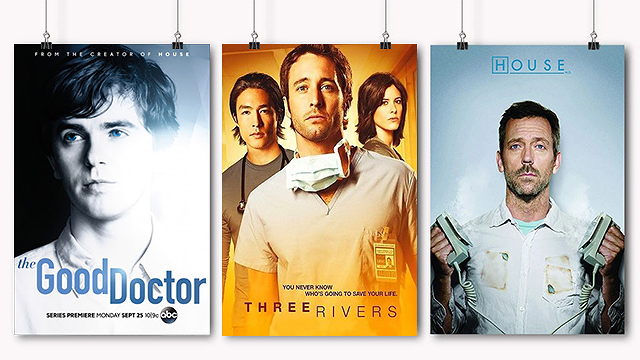 FROM THE CREATOR OF HOUSE
the
Good Doctor
SERIES PREMIERE MONDAY SEPT 25 10|9c abc
YOU NEVER KNOW
WHO'S GOING TO SAVE YOUR LIFE.
THREE RIVERS
HOUSE